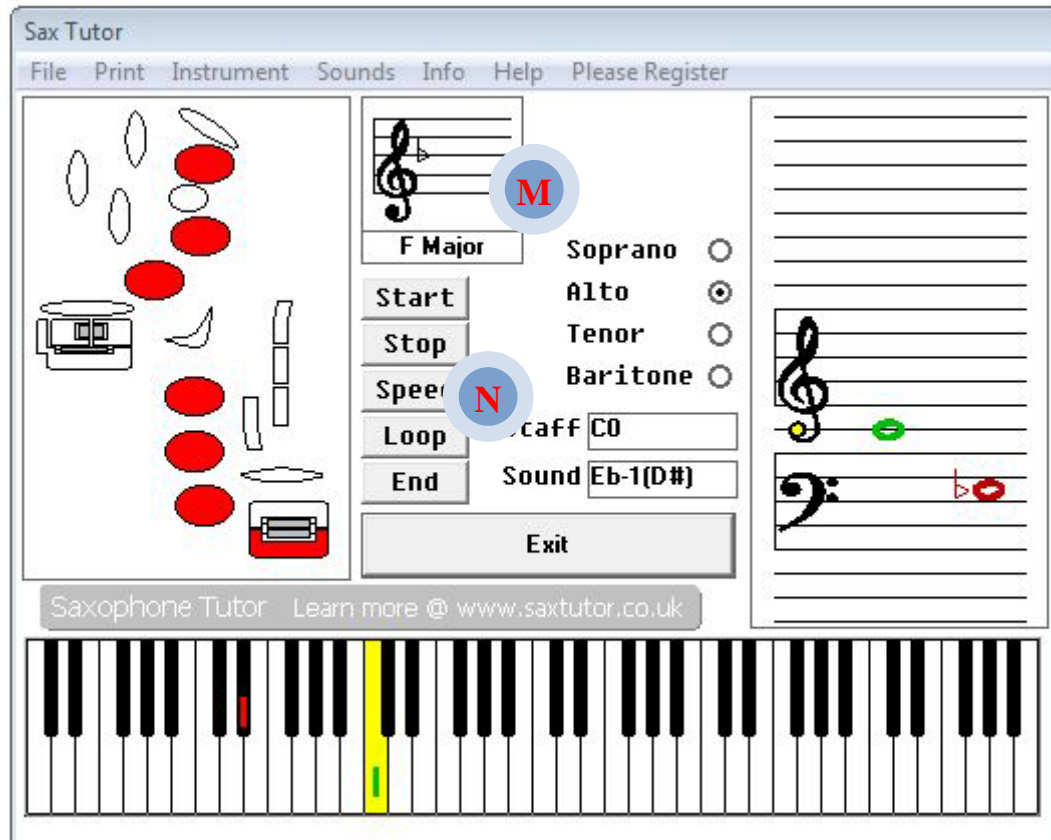 Sax Tutor
File Print Instrument Sounds Info Help Please Register
M
F Major
Soprano
Alto
Tenor
Baritone
Start
Stop
N
Loop
End
C0
Sound Eb-1(D#)
Exit
Saxophone Tutor Learn more @ www.saxtutor.co.uk